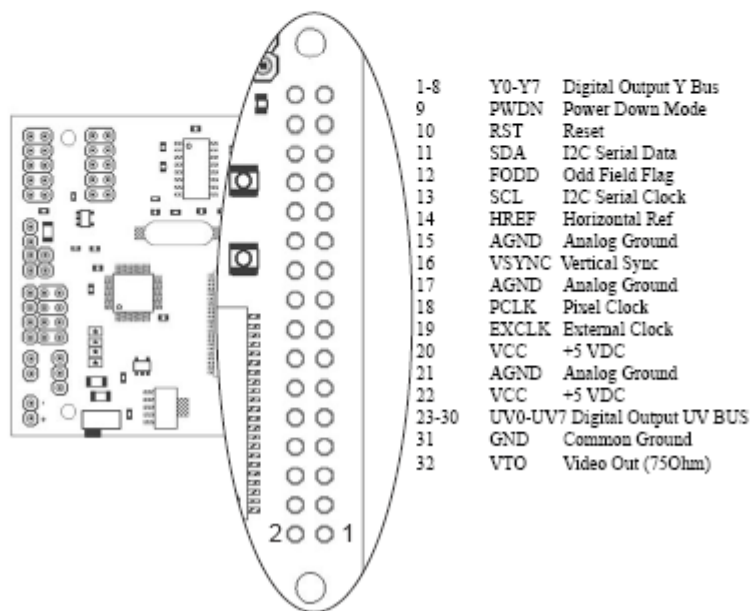 1-8 Y0-Y7 Digital Output Y Bus
9 PWDN Power Down Mode
10 RST Reset
11 SDA I2C Serial Data
12 FODD Odd Field Flag
13 SCL I2C Serial Clock
14 HREF Horizontal Ref
15 AGND Analog Ground
16 VSYNC Vertical Sync
17 AGND Analog Ground
18 PCLK Pixel Clock
19 EXCLK External Clock
20 VCC +5 VDC
21 AGND Analog Ground
22 VCC +5 VDC
23-30 UV0-UV7 Digital Output UV BUS
31 GND Common Ground
32 VTO Video Out (75Ohm)
- 
+
2 1